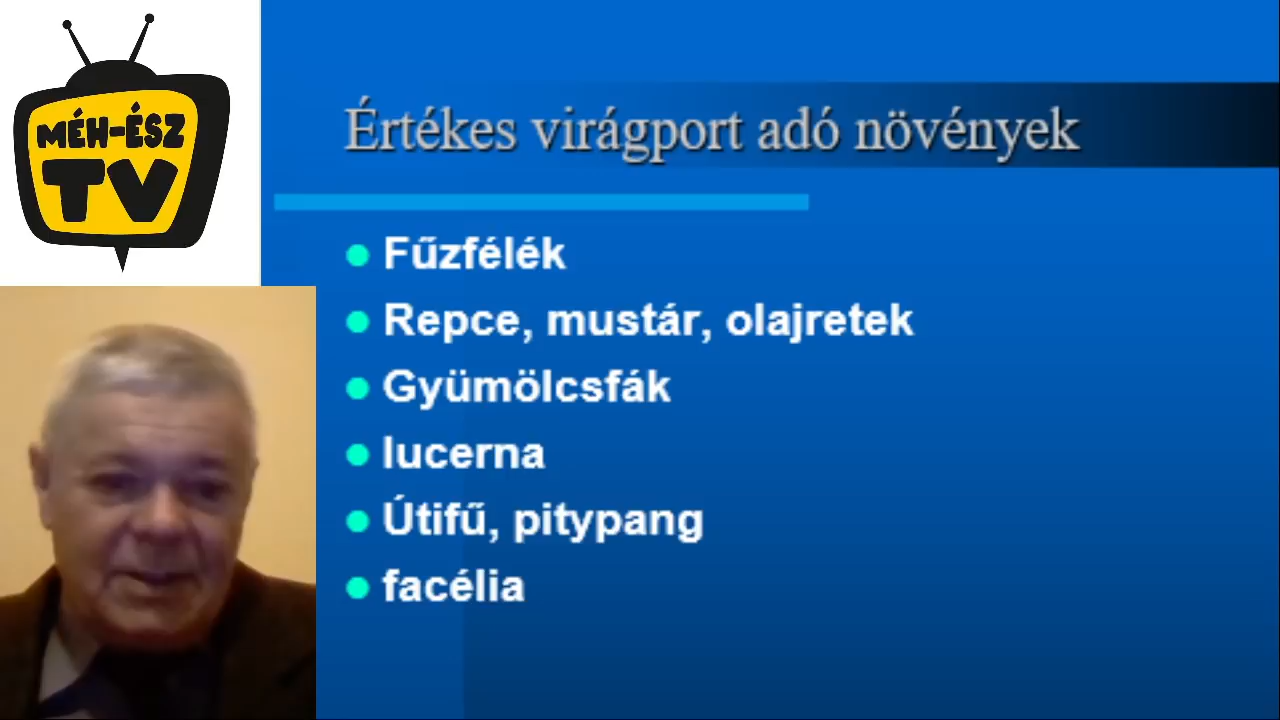 MÉH-ÉSZ
TV
Értékes virágport adó növények
Fűzfélék
Repce, mustár, olajretek
Gyümölcsfák
lucerna
Útifű, pitypang
facélia